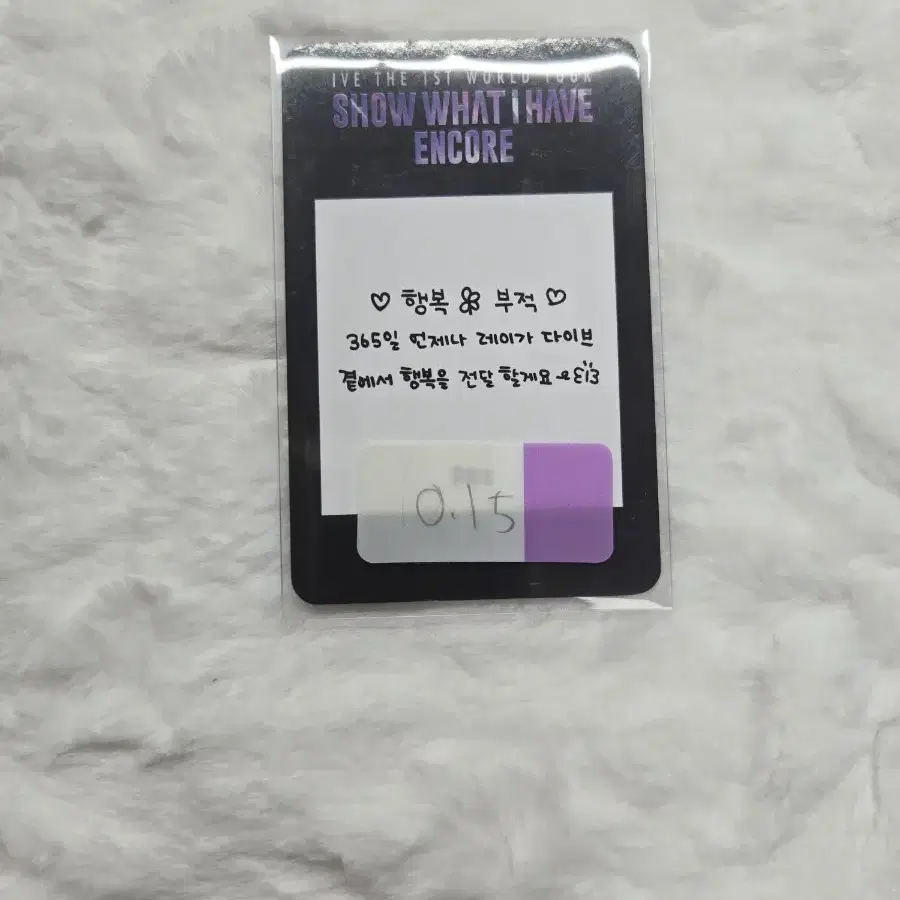 IVE THE 1ST WORLD TOUR
SHOW WHAT I HAVE
ENCORE
♡ 행복 부적 ♡
365일 언제나 레이가 다이브
곁에서 행복을 전달 할게요
0.15